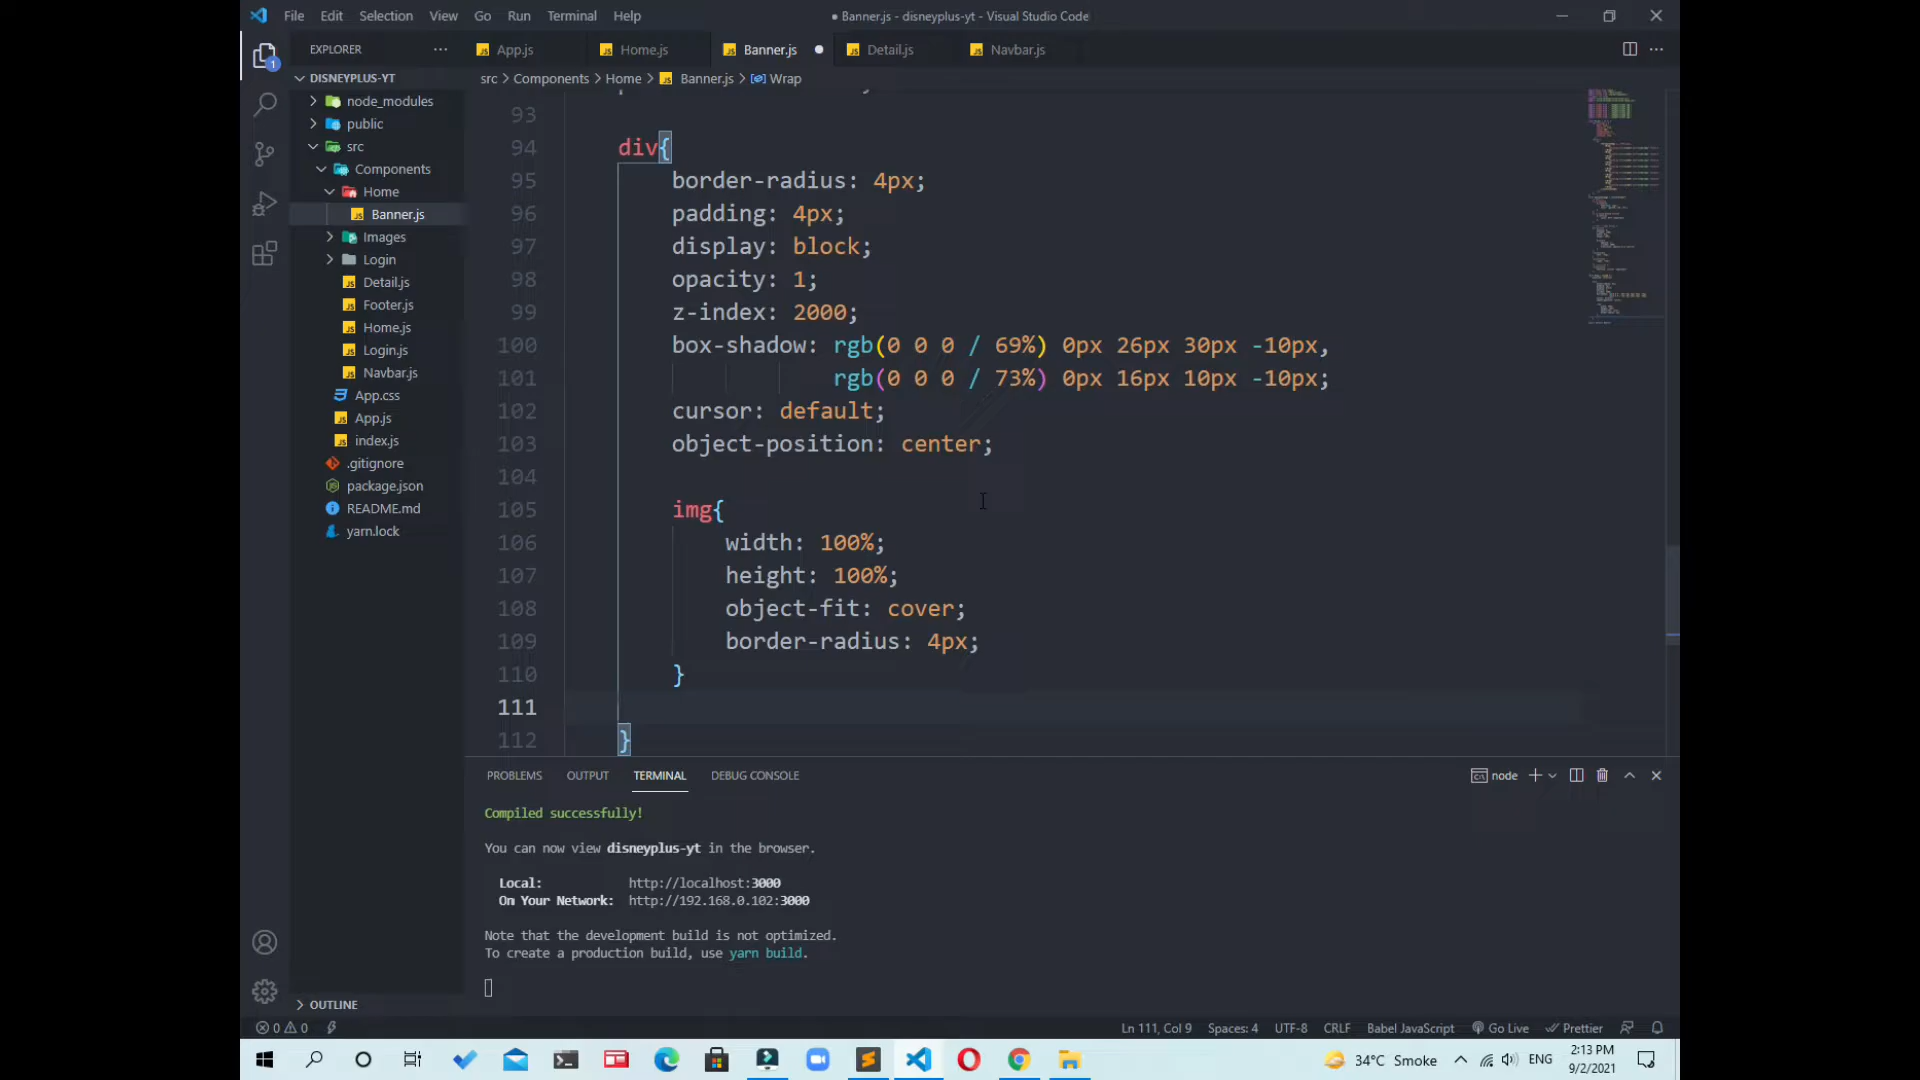 File Edit Selection View Go Run Terminal Help
● Banner.js - disneyplus-yt - Visual Studio Code
EXPLORER ...
App.js Home.js Banner.js Detail.js Navbar.js
src > Components > Home > Banner.js > Wrap
DISNEYPLUS-YT
node_modules
public
src
Components
Home
Banner.js
Images
Login
Detail.js
Footer.js
Home.js
Login.js
Navbar.js
App.css
App.js
index.js
.gitignore
package.json
README.md
yarn.lock
OUTLINE
1
93
94 div{
95 border-radius: 4px;
96 padding: 4px;
97 display: block;
98 opacity: 1;
99 z-index: 2000;
100 box-shadow: rgb(0 0 0 / 69%) 0px 26px 30px -10px,
101 rgb(0 0 0 / 73%) 0px 16px 10px -10px;
102 cursor: default;
103 object-position: center;
104
105 img{
106 width: 100%;
107 height: 100%;
108 object-fit: cover;
109 border-radius: 4px;
110 }
111
112 }
PROBLEMS OUTPUT TERMINAL DEBUG CONSOLE
node
Compiled successfully!
You can now view disneyplus-yt in the browser.
Local: http://localhost:3000
On Your Network: http://192.168.0.102:3000
Note that the development build is not optimized.
To create a production build, use yarn build.
0 0
Ln 111, Col 9 Spaces: 4 UTF-8 CRLF Babel JavaScript Go Live Prettier
34°C Smoke ENG
2:13 PM
9/2/2021